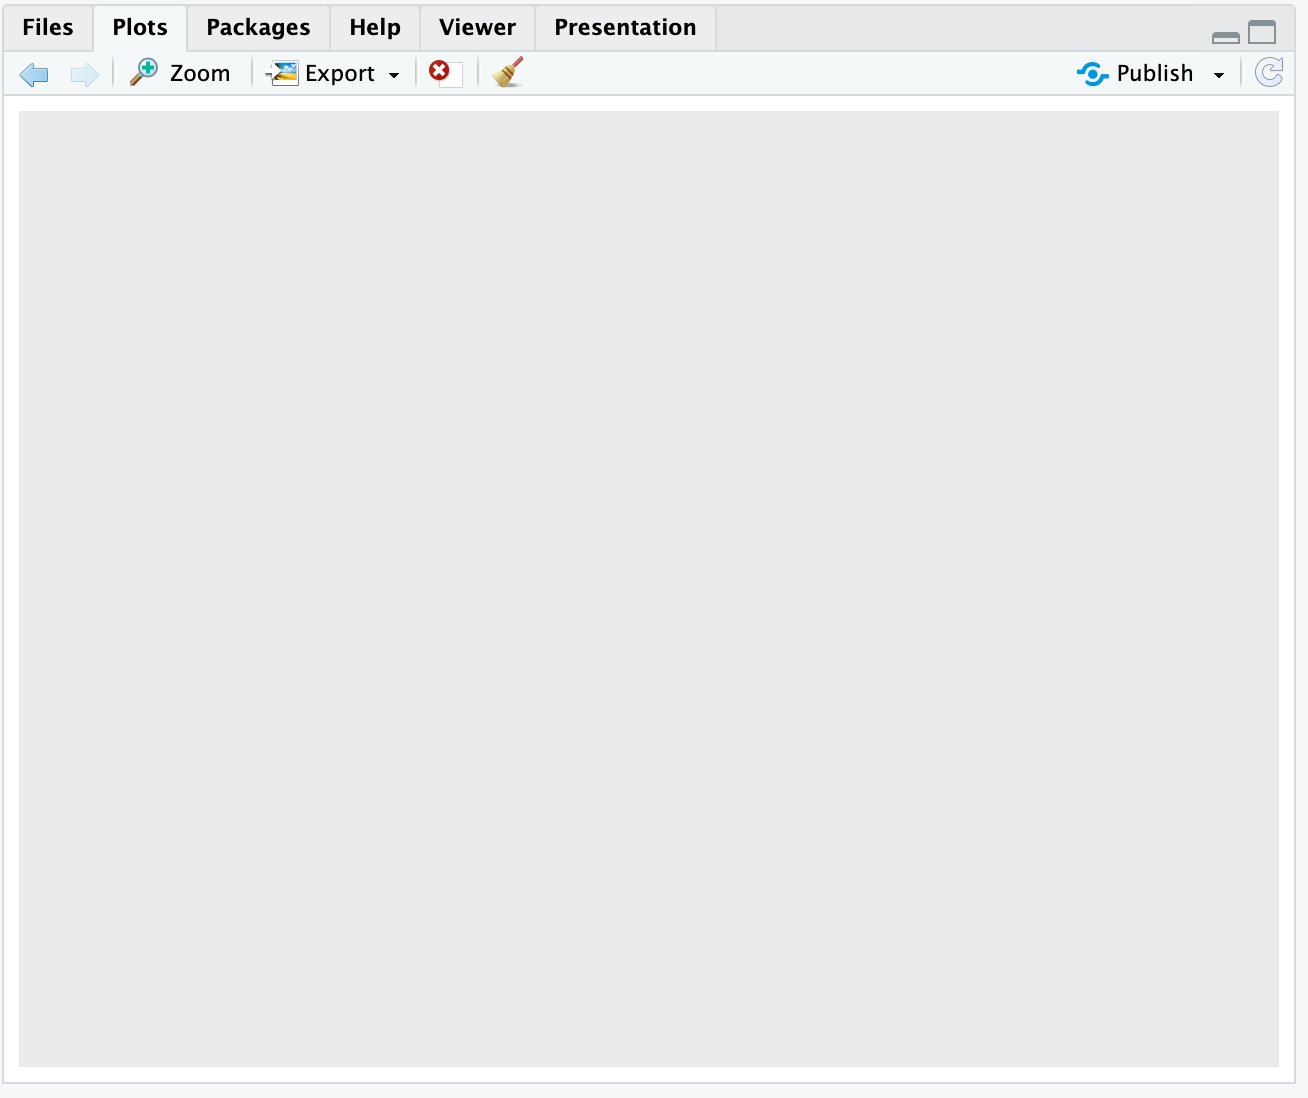 Files Plots Packages Help Viewer Presentation
Zoom Export Publish